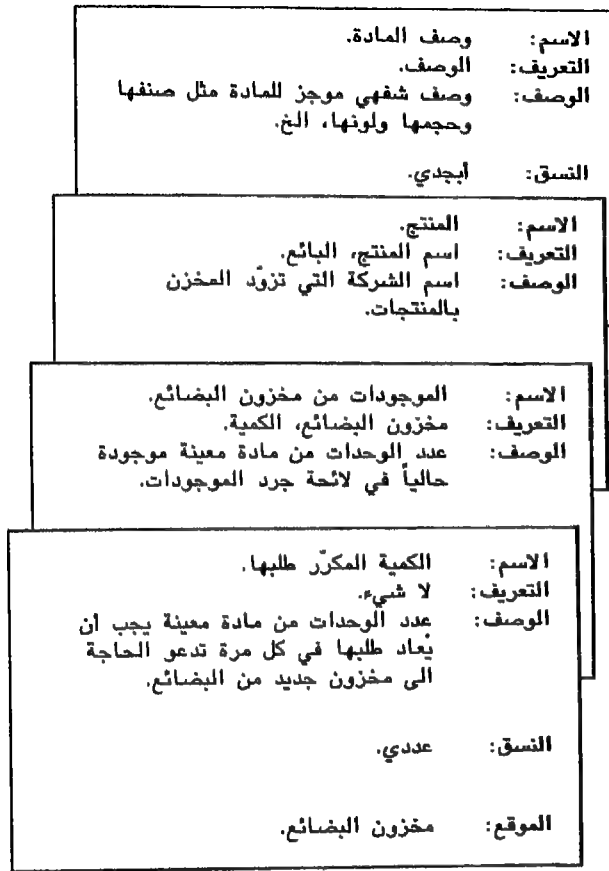 الاسم: وصف المادة.
التعريف: الوصف.
الوصف: وصف شفهي موجز للمادة مثل صنفها
وحجمها ولونها، الخ.
النسق: أبجدي.
الاسم: المنتج.
التعريف: اسم المنتج، البائع.
الوصف: اسم الشركة التي تزوّد المخزن
بالمنتجات.
الاسم: الموجودات من مخزون البضائع.
التعريف: مخزون البضائع، الكمية.
الوصف: عدد الوحدات من مادة معينة موجودة
حالياً في لائحة جرد الموجودات.
الاسم: الكمية المكرّر طلبها.
التعريف: لا شيء.
الوصف: عدد الوحدات من مادة معينة يجب ان
يُعاد طلبها في كل مرة تدعو الحاجة
الى مخزون جديد من البضائع.
النسق: عددي.
الموقع: مخزون البضائع.